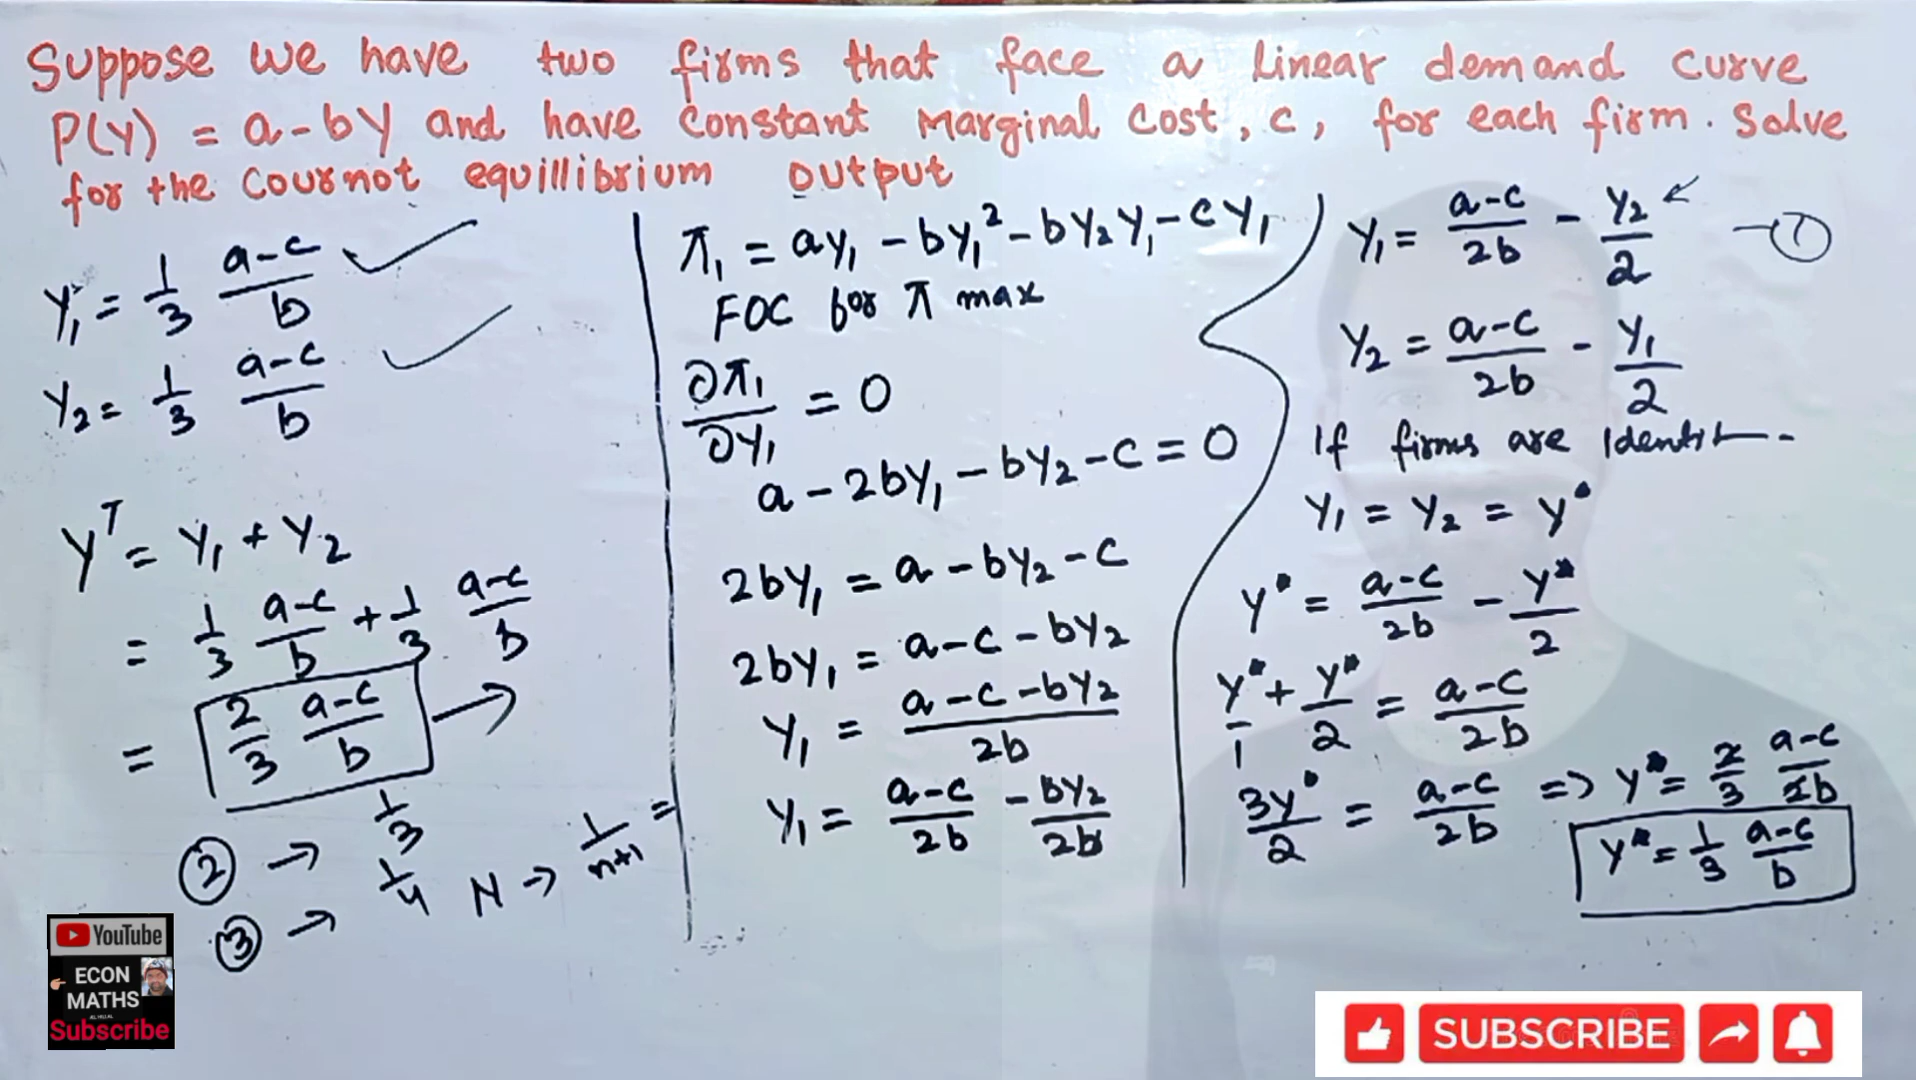 Suppose we have two firms that face a linear demand curve
P(Y) = a-bY and have constant marginal cost, c, for each firm. Solve
for the cournot equillibrium output
Y₁ = 1/3 (a-c)/b
Y₂ = 1/3 (a-c)/b
Yᵀ = Y₁ + Y₂
= 1/3 (a-c)/b + 1/3 (a-c)/b
= 2/3 (a-c)/b
② → 1/3
③ → 1/4
N → 1/(n+1) =
π₁ = aY₁ - bY₁² - bY₂Y₁ - cY₁
FOC for π max
∂π₁/∂Y₁ = 0
a - 2bY₁ - bY₂ - c = 0
2bY₁ = a - bY₂ - c
2bY₁ = a-c - bY₂
Y₁ = (a-c-bY₂)/2b
Y₁ = (a-c)/2b - bY₂/2b
Y₁ = (a-c)/2b - Y₂/2 —①
Y₂ = (a-c)/2b - Y₁/2
If firms are
Y₁ = Y₂ = Y*
Y* = (a-c)/2b - Y*/2
Y*/1 + Y*/2 = (a-c)/2b
3Y*/2 = (a-c)/2b => Y* = 2/3 (a-c)/2b
Y* = 1/3 (a-c)/b
YouTube
ECON
MATHS
Subscribe
SUBSCRIBE